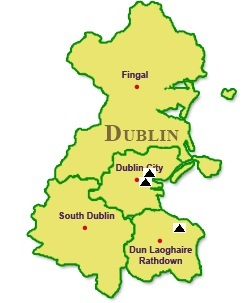 Fingal
DUBLIN
Dublin City
South Dublin
Dun Laoghaire
Rathdown